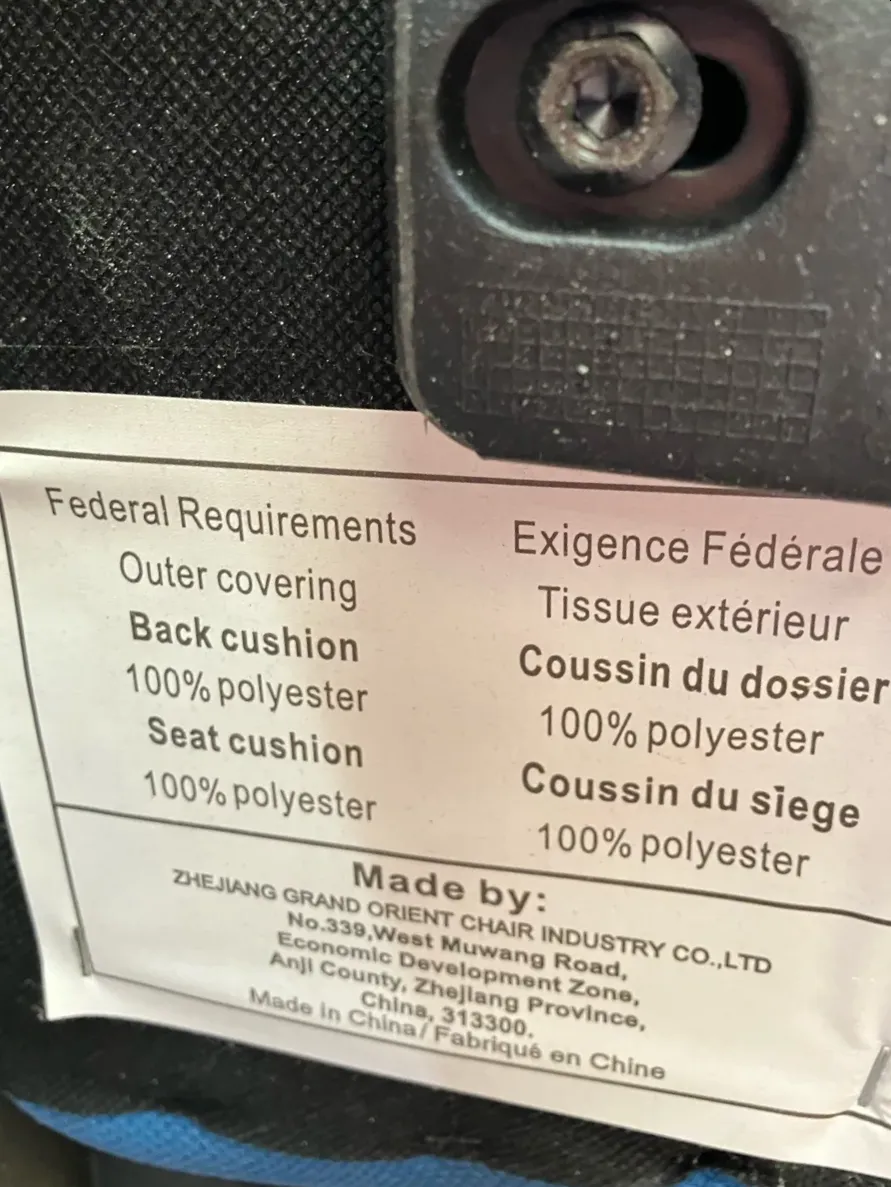 Federal Requirements
Outer covering
Back cushion
100% polyester
Seat cushion
100% polyester
Exigence Fédérale
Tissue extérieur
Coussin du dossier
100% polyester
Coussin du siege
100% polyester
Made by:
ZHEJIANG GRAND ORIENT CHAIR INDUSTRY CO.,LTD
No.339,West Muwang Road,
Economic Development Zone,
Anji County, Zhejiang Province,
China, 313300.
Made in China/ Fabriqué en Chine